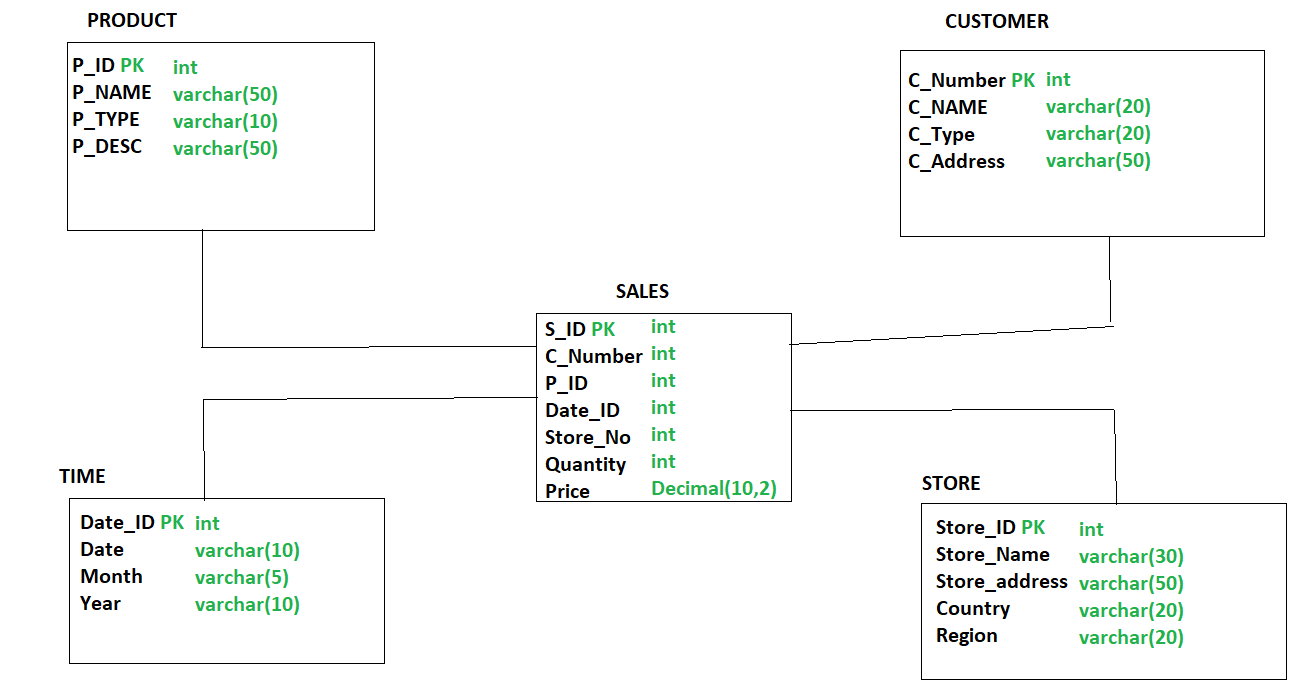 PRODUCT
P_ID PK int
P_NAME varchar(50)
P_TYPE varchar(10)
P_DESC varchar(50)
CUSTOMER
C_Number PK int
C_NAME varchar(20)
C_Type varchar(20)
C_Address varchar(50)
SALES
S_ID PK int
C_Number int
P_ID int
Date_ID int
Store_No int
Quantity int
Price Decimal(10,2)
TIME
Date_ID PK int
Date varchar(10)
Month varchar(5)
Year varchar(10)
STORE
Store_ID PK int
Store_Name varchar(30)
Store_address varchar(50)
Country varchar(20)
Region varchar(20)